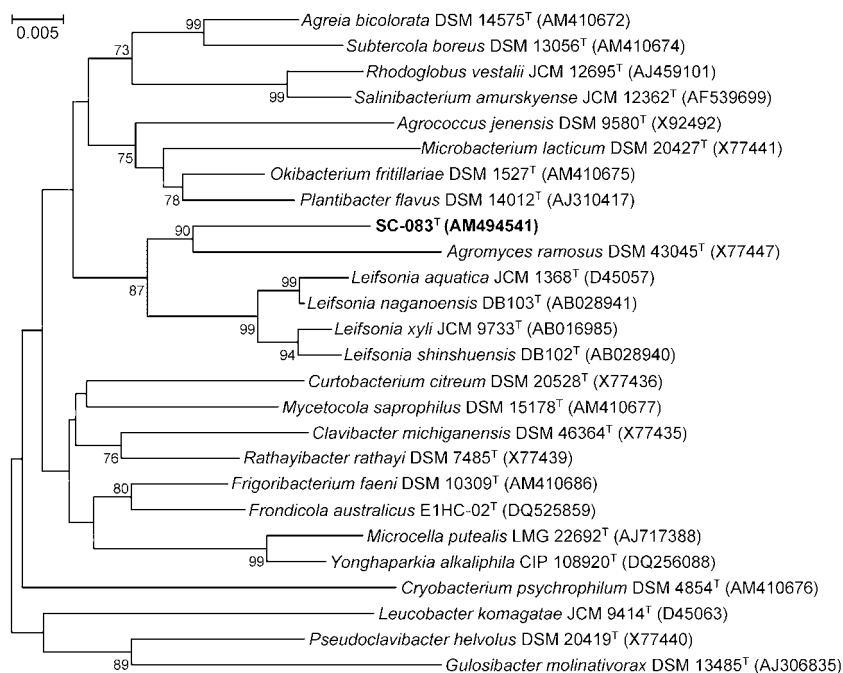 Agreia bicolorata DSM 14575ᵀ (AM410672)
99
0.005
Subtercola boreus DSM 13056ᵀ (AM410674)
73
Rhodoglobus vestalii JCM 12695ᵀ (AJ459101)
99
Salinibacterium amurskyense JCM 12362ᵀ (AF539699)
Agrococcus jenensis DSM 9580ᵀ (X92492)
75
Microbacterium lacticum DSM 20427ᵀ (X77441)
Okibacterium fritillariae DSM 1527ᵀ (AM410675)
78
Plantibacter flavus DSM 14012ᵀ (AJ310417)
SC-083ᵀ (AM494541)
90
Agromyces ramosus DSM 43045ᵀ (X77447)
87
Leifsonia aquatica JCM 1368ᵀ (D45057)
99
Leifsonia naganoensis DB103ᵀ (AB028941)
99
Leifsonia xyli JCM 9733ᵀ (AB016985)
94
Leifsonia shinshuensis DB102ᵀ (AB028940)
Curtobacterium citreum DSM 20528ᵀ (X77436)
Mycetocola saprophilus DSM 15178ᵀ (AM410677)
Clavibacter michiganensis DSM 46364ᵀ (X77435)
76
Rathayibacter rathayi DSM 7485ᵀ (X77439)
Frigoribacterium faeni DSM 10309ᵀ (AM410686)
80
Frondicola australicus E1HC-02ᵀ (DQ525859)
Microcella putealis LMG 22692ᵀ (AJ717388)
99
Yonghaparkia alkaliphila CIP 108920ᵀ (DQ256088)
Cryobacterium psychrophilum DSM 4854ᵀ (AM410676)
Leucobacter komagatae JCM 9414ᵀ (D45063)
Pseudoclavibacter helvolus DSM 20419ᵀ (X77440)
89
Gulosibacter molinativorax DSM 13485ᵀ (AJ306835)